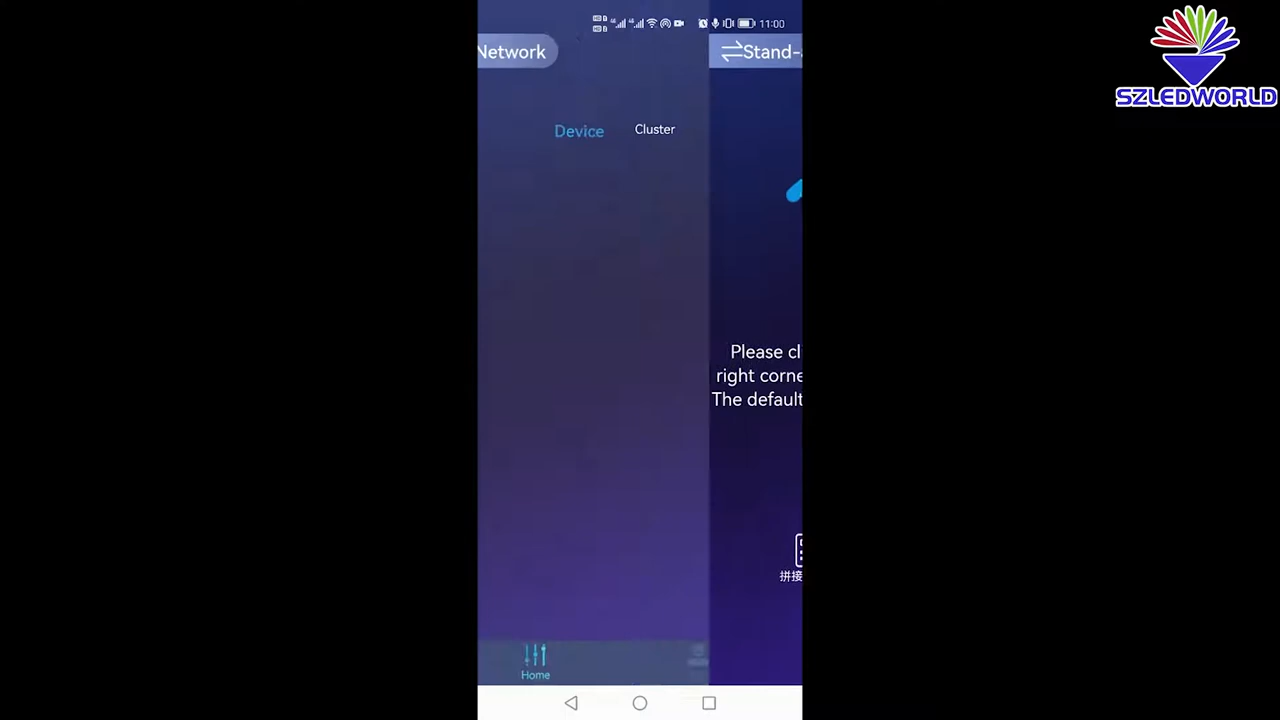 11:00
Network
Stand-
SZLEDWORLD
Device
Cluster
Please cl
right corne
The default
拼接
Home